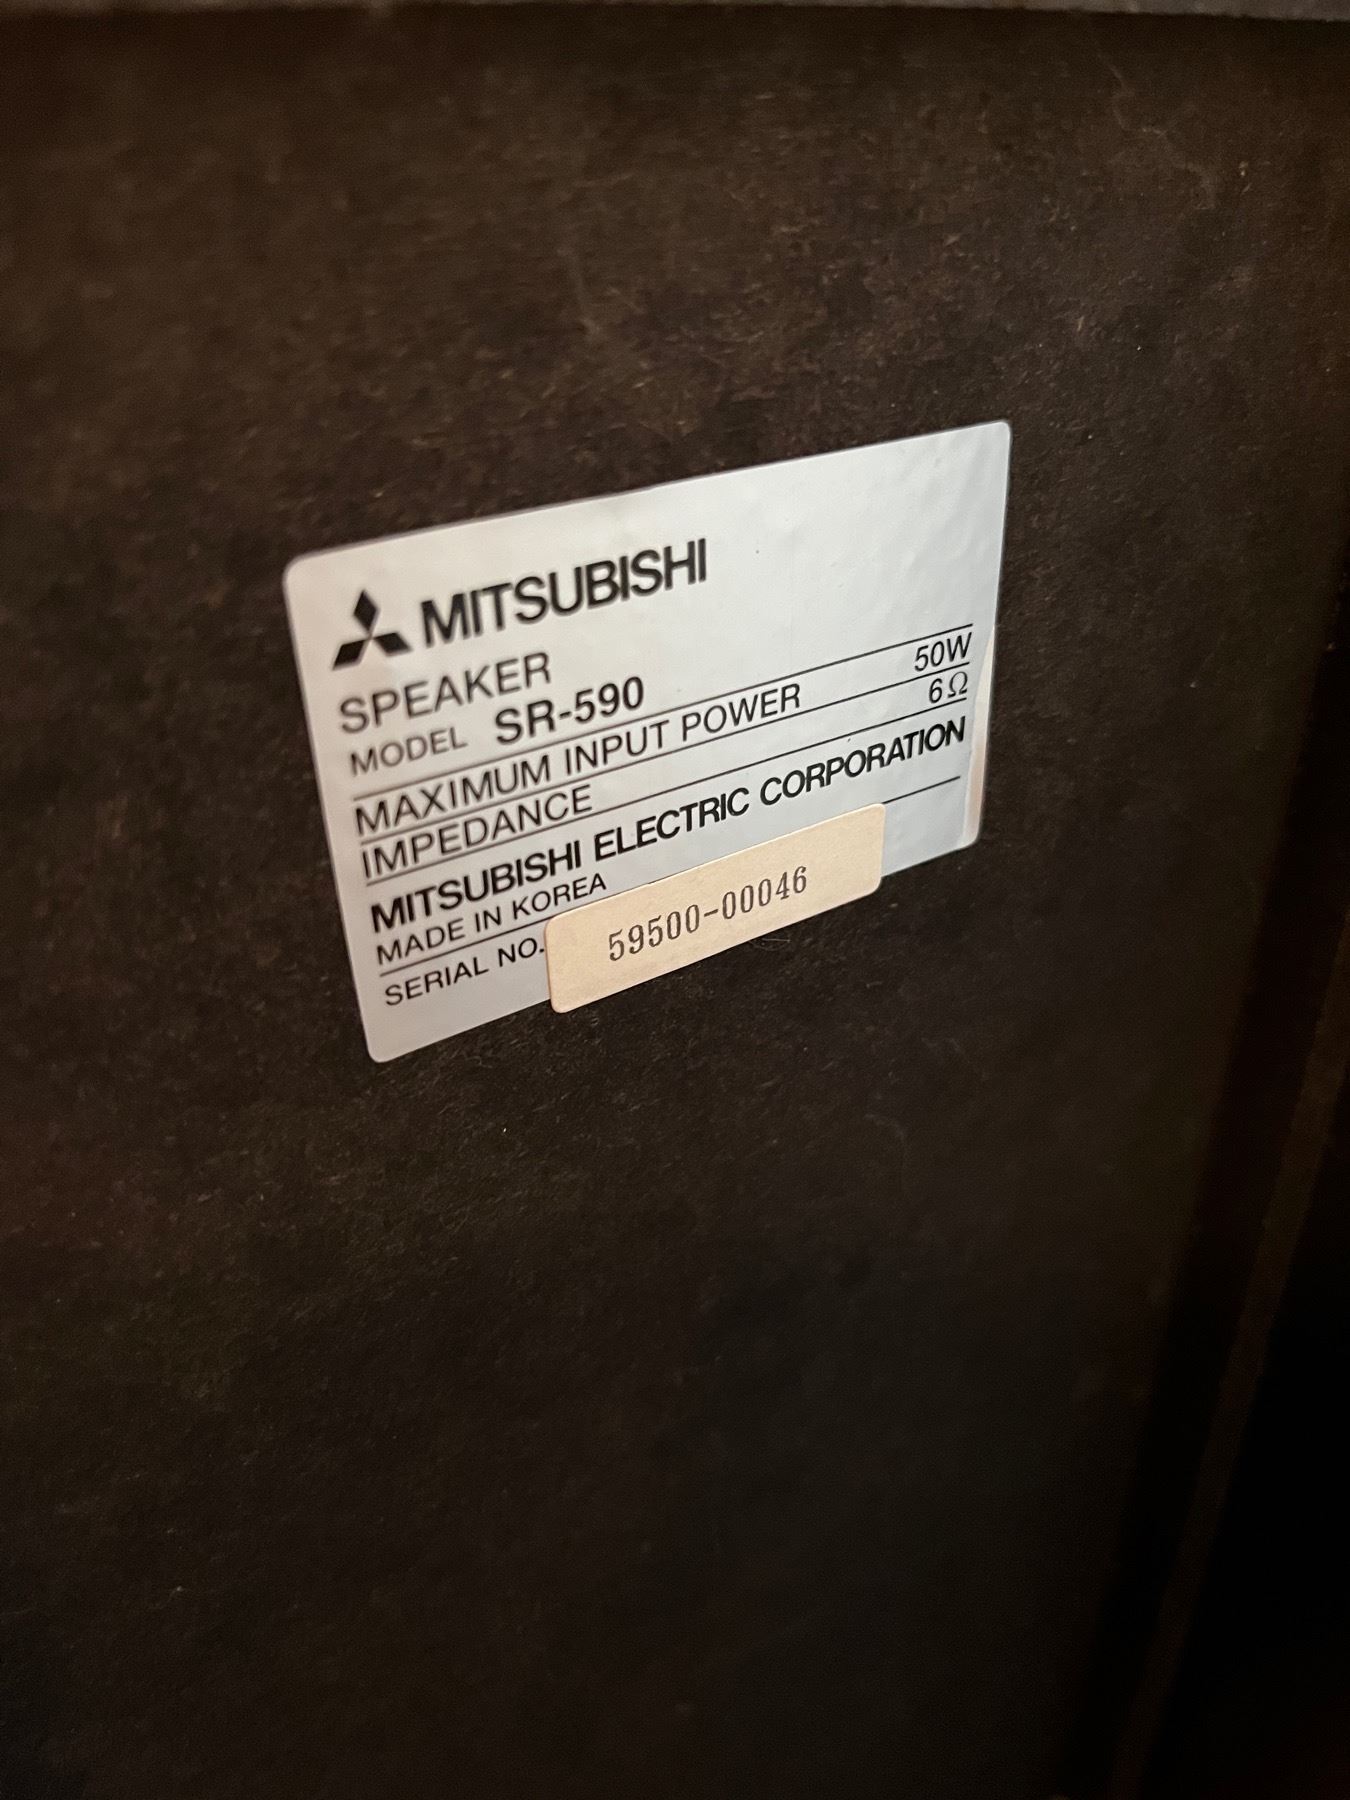 MITSUBISHI
SPEAKER
MODEL SR-590
MAXIMUM INPUT POWER 50W
IMPEDANCE 6Ω
MITSUBISHI ELECTRIC CORPORATION
MADE IN KOREA
SERIAL NO. 59500-00046